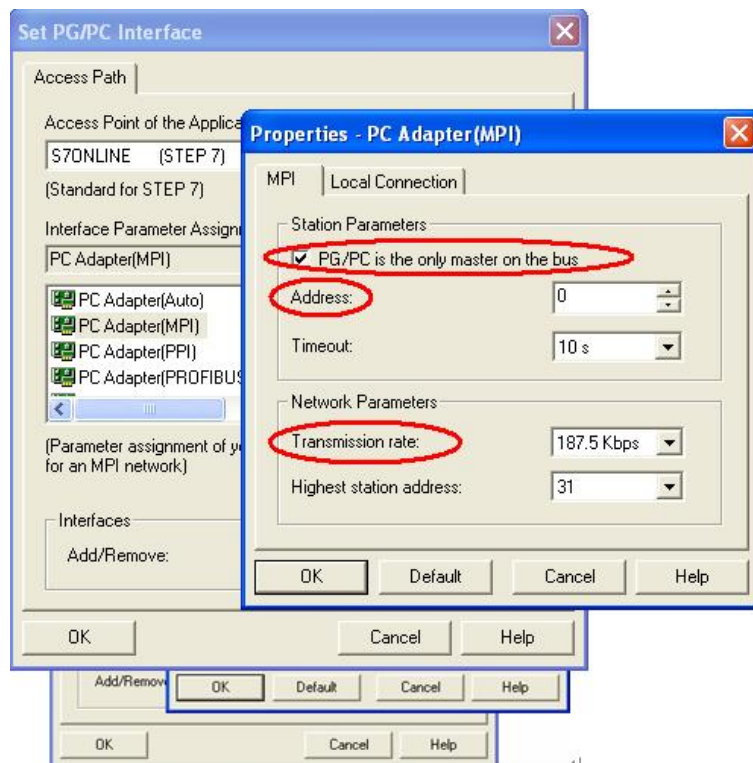 Set PG/PC Interface
Access Path
Access Point of the Applica
S7ONLINE (STEP 7)
(Standard for STEP 7)
Interface Parameter Assign
PC Adapter(MPI)
PC Adapter(Auto)
PC Adapter(MPI)
PC Adapter(PPI)
PC Adapter(PROFIBUS
(Parameter assignment of y
for an MPI network)
Interfaces
Add/Remove:
OK
Cancel
Help
Properties - PC Adapter(MPI)
MPI
Local Connection
Station Parameters
PG/PC is the only master on the bus
Address:
0
Timeout:
10 s
Network Parameters
Transmission rate:
187.5 Kbps
Highest station address:
31
OK
Default
Cancel
Help
Add/Remov
OK
Default
Cancel
Help
OK
Cancel
Help